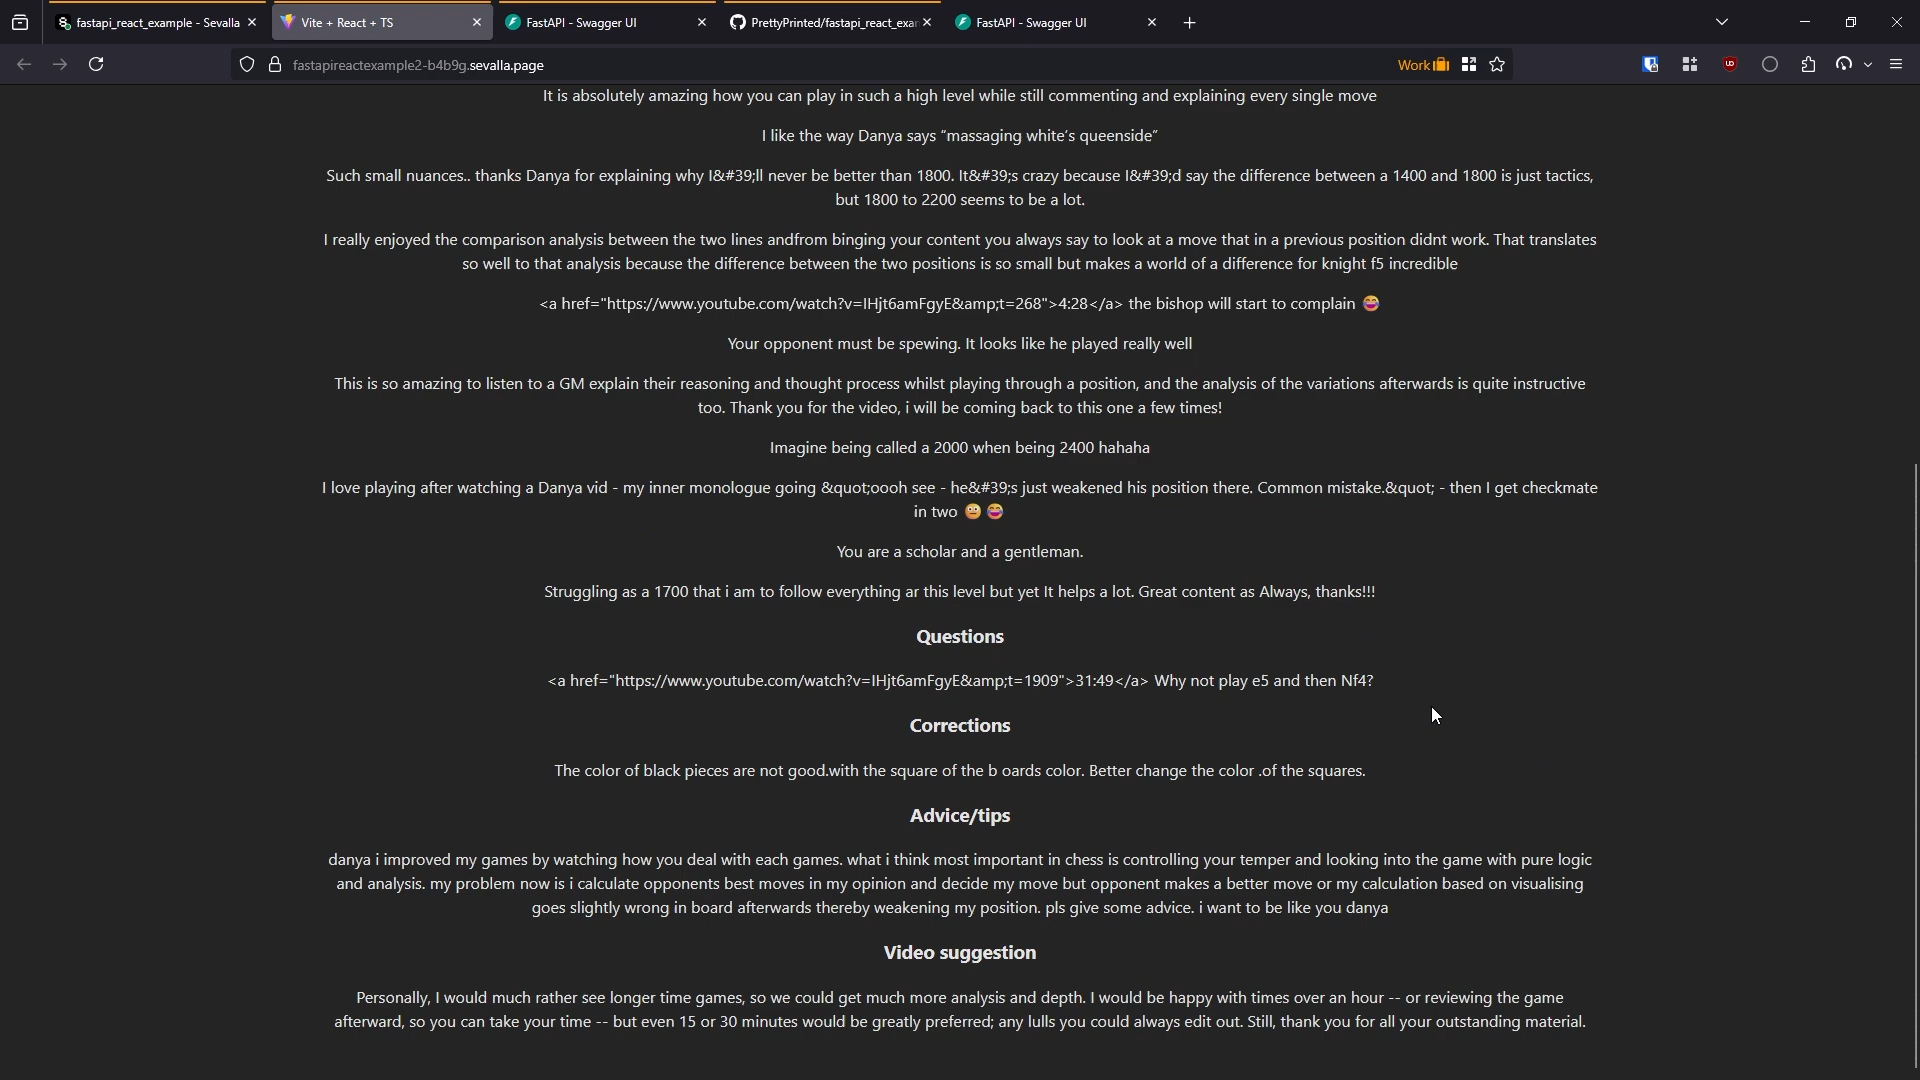 fastapi_react_example - Sevalla
Vite + React + TS
FastAPI - Swagger UI
PrettyPrinted/fastapi_react_exa
FastAPI - Swagger UI
fastapireactexample2-b4b9g.sevalla.page
Work
It is absolutely amazing how you can play in such a high level while still commenting and explaining every single move
I like the way Danya says “massaging white’s queenside”
Such small nuances.. thanks Danya for explaining why I&#39;ll never be better than 1800. It&#39;s crazy because I&#39;d say the difference between a 1400 and 1800 is just tactics,
but 1800 to 2200 seems to be a lot.
I really enjoyed the comparison analysis between the two lines andfrom binging your content you always say to look at a move that in a previous position didnt work. That translates
so well to that analysis because the difference between the two positions is so small but makes a world of a difference for knight f5 incredible
<a href="https://www.youtube.com/watch?v=IHjt6amFgyE&amp;t=268">4:28</a> the bishop will start to complain 😂
Your opponent must be spewing. It looks like he played really well
This is so amazing to listen to a GM explain their reasoning and thought process whilst playing through a position, and the analysis of the variations afterwards is quite instructive
too. Thank you for the video, i will be coming back to this one a few times!
Imagine being called a 2000 when being 2400 hahaha
I love playing after watching a Danya vid - my inner monologue going &quot;oooh see - he&#39;s just weakened his position there. Common mistake.&quot; - then I get checkmate
in two 😐😂
You are a scholar and a gentleman.
Struggling as a 1700 that i am to follow everything ar this level but yet It helps a lot. Great content as Always, thanks!!!
Questions
<a href="https://www.youtube.com/watch?v=IHjt6amFgyE&amp;t=1909">31:49</a> Why not play e5 and then Nf4?
Corrections
The color of black pieces are not good.with the square of the b oards color. Better change the color .of the squares.
Advice/tips
danya i improved my games by watching how you deal with each games. what i think most important in chess is controlling your temper and looking into the game with pure logic
and analysis. my problem now is i calculate opponents best moves in my opinion and decide my move but opponent makes a better move or my calculation based on visualising
goes slightly wrong in board afterwards thereby weakening my position. pls give some advice. i want to be like you danya
Video suggestion
Personally, I would much rather see longer time games, so we could get much more analysis and depth. I would be happy with times over an hour -- or reviewing the game
afterward, so you can take your time -- but even 15 or 30 minutes would be greatly preferred; any lulls you could always edit out. Still, thank you for all your outstanding material.